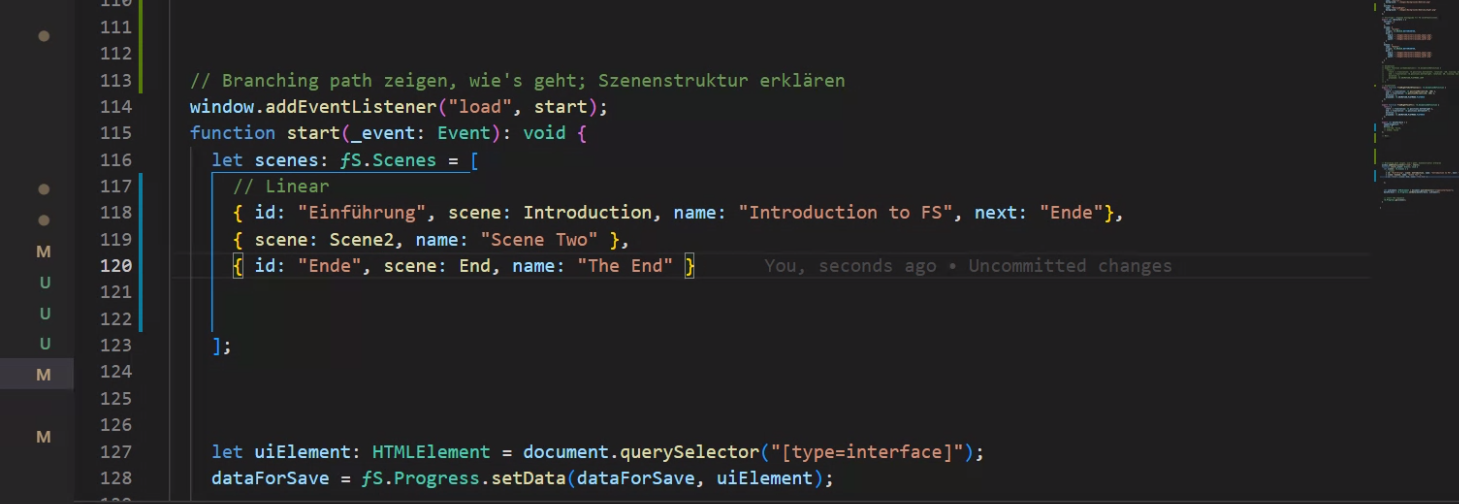 110
111
112
113 // Branching path zeigen, wie's geht; Szenenstruktur erklären
114 window.addEventListener("load", start);
115 function start(_event: Event): void {
116 let scenes: ƒS.Scenes = [
117 // Linear
M 118 { id: "Einführung", scene: Introduction, name: "Introduction to FS", next: "Ende"},
119 { scene: Scene2, name: "Scene Two" },
M 120 { id: "Ende", scene: End, name: "The End" } You, seconds ago • Uncommitted changes
U 121
U 122
U 123 ];
M 124
125
126
M 127 let uiElement: HTMLElement = document.querySelector("[type=interface]");
128 dataForSave = ƒS.Progress.setData(dataForSave, uiElement);